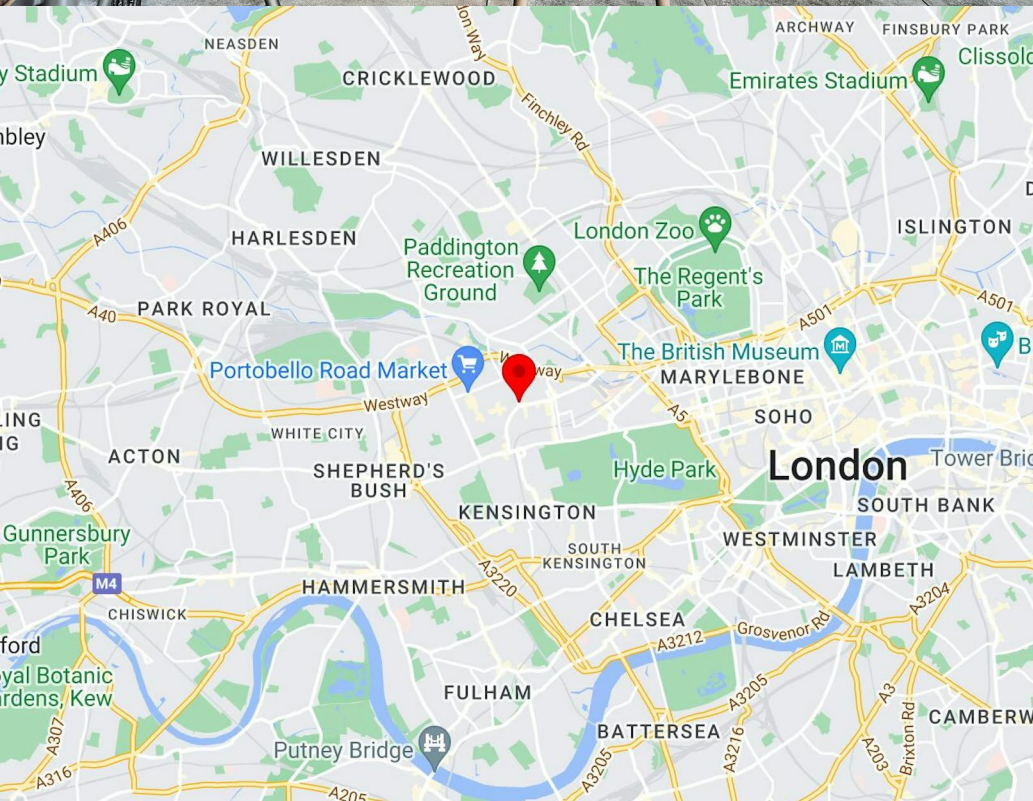 NEASDEN
ARCHWAY
FINSBURY PARK
y Stadium
CRICKLEWOOD
Emirates Stadium
Clissold
Finchley Rd
nbley
WILLESDEN
A406
HARLESDEN
Paddington
Recreation
Ground
London Zoo
ISLINGTON
The Regent's
Park
PARK ROYAL
A40
A501
A501
Portobello Road Market
The British Museum
MARYLEBONE
Westway
A5
SOHO
LING
WHITE CITY
ACTON
SHEPHERD'S
BUSH
Hyde Park
London
Tower Bri
A406
KENSINGTON
SOUTH BANK
Gunnersbury
Park
SOUTH
KENSINGTON
WESTMINSTER
LAMBETH
M4
HAMMERSMITH
A3220
A3204
CHISWICK
CHELSEA
A3212
Grosvenor Rd
ford
yal Botanic
ardens, Kew
FULHAM
A3205
A3
A307
BATTERSEA
CAMBERW
Putney Bridge
A3205
A3216
A203
Brixton Rd
A316
A205